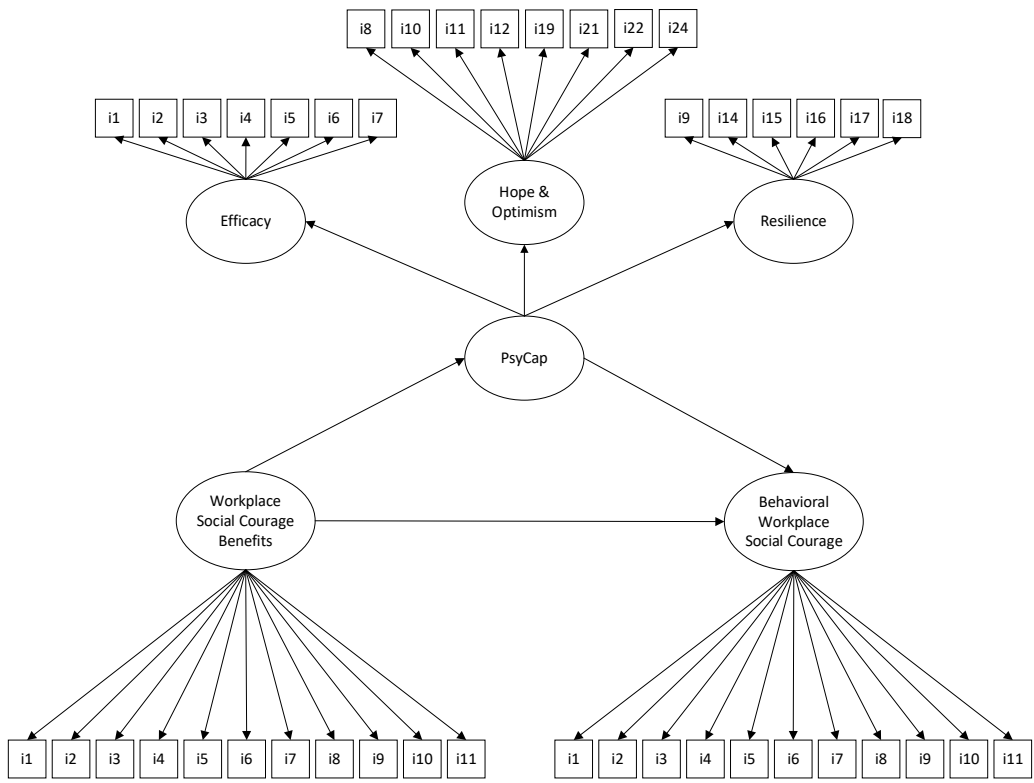 i8 i10 i11 i12 i19 i21 i22 i24
i1 i2 i3 i4 i5 i6 i7
i9 i14 i15 i16 i17 i18
Efficacy
Hope &
Optimism
Resilience
PsyCap
Workplace
Social Courage
Benefits
Behavioral
Workplace
Social Courage
i1 i2 i3 i4 i5 i6 i7 i8 i9 i10 i11
i1 i2 i3 i4 i5 i6 i7 i8 i9 i10 i11